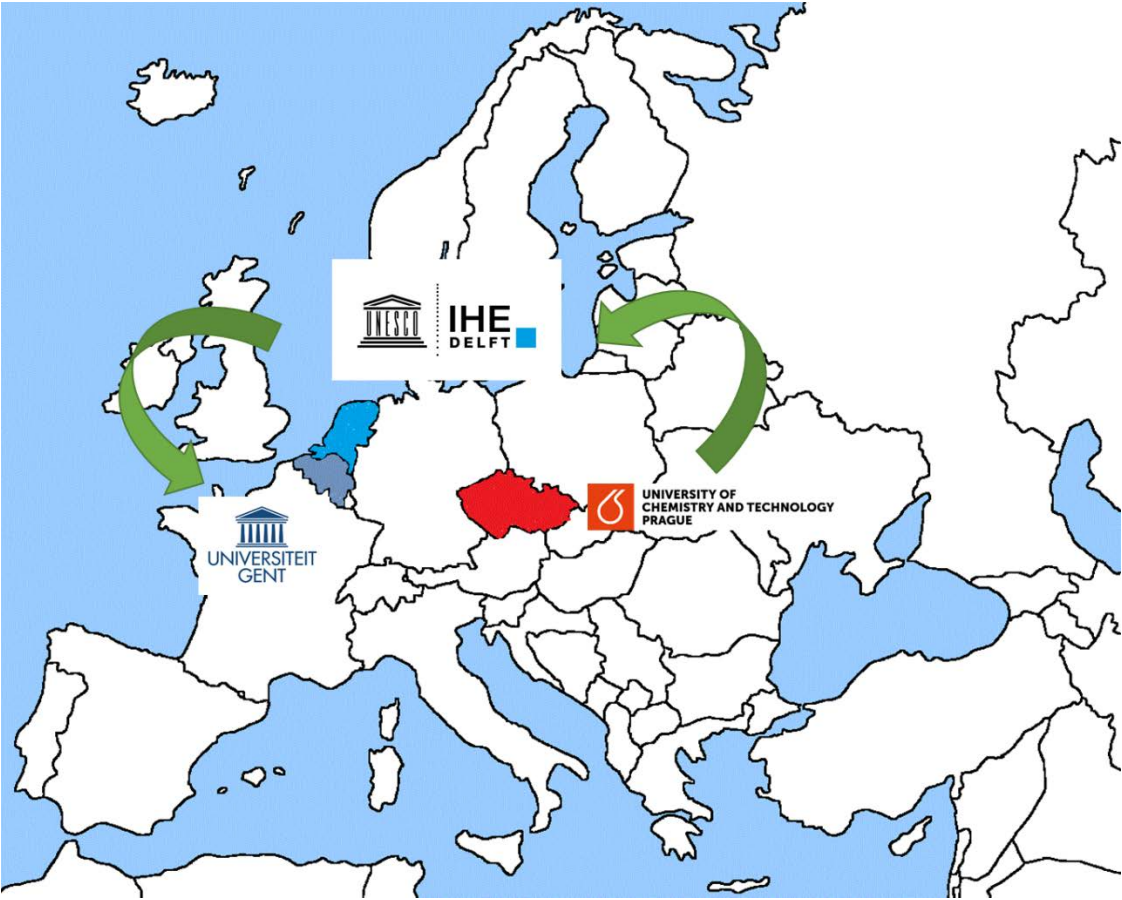 UNESCO
IHE
DELFT
UNIVERSITY OF
CHEMISTRY AND TECHNOLOGY
PRAGUE
UNIVERSITEIT
GENT